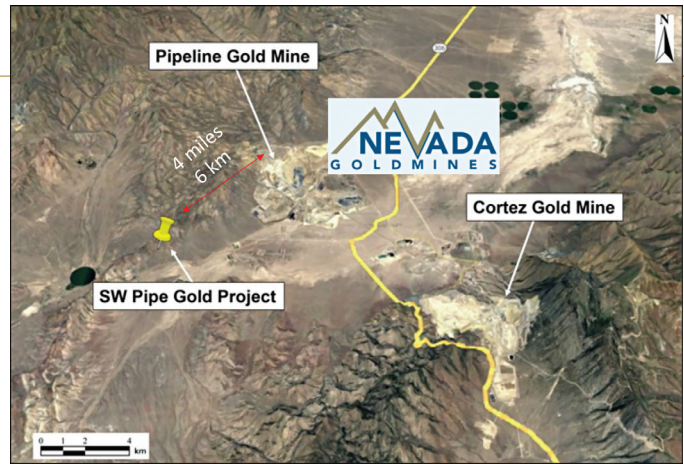 N
306
Pipeline Gold Mine
NEVADA
GOLDMINES
4 miles
6 km
Cortez Gold Mine
SW Pipe Gold Project
0 1 2 4
km